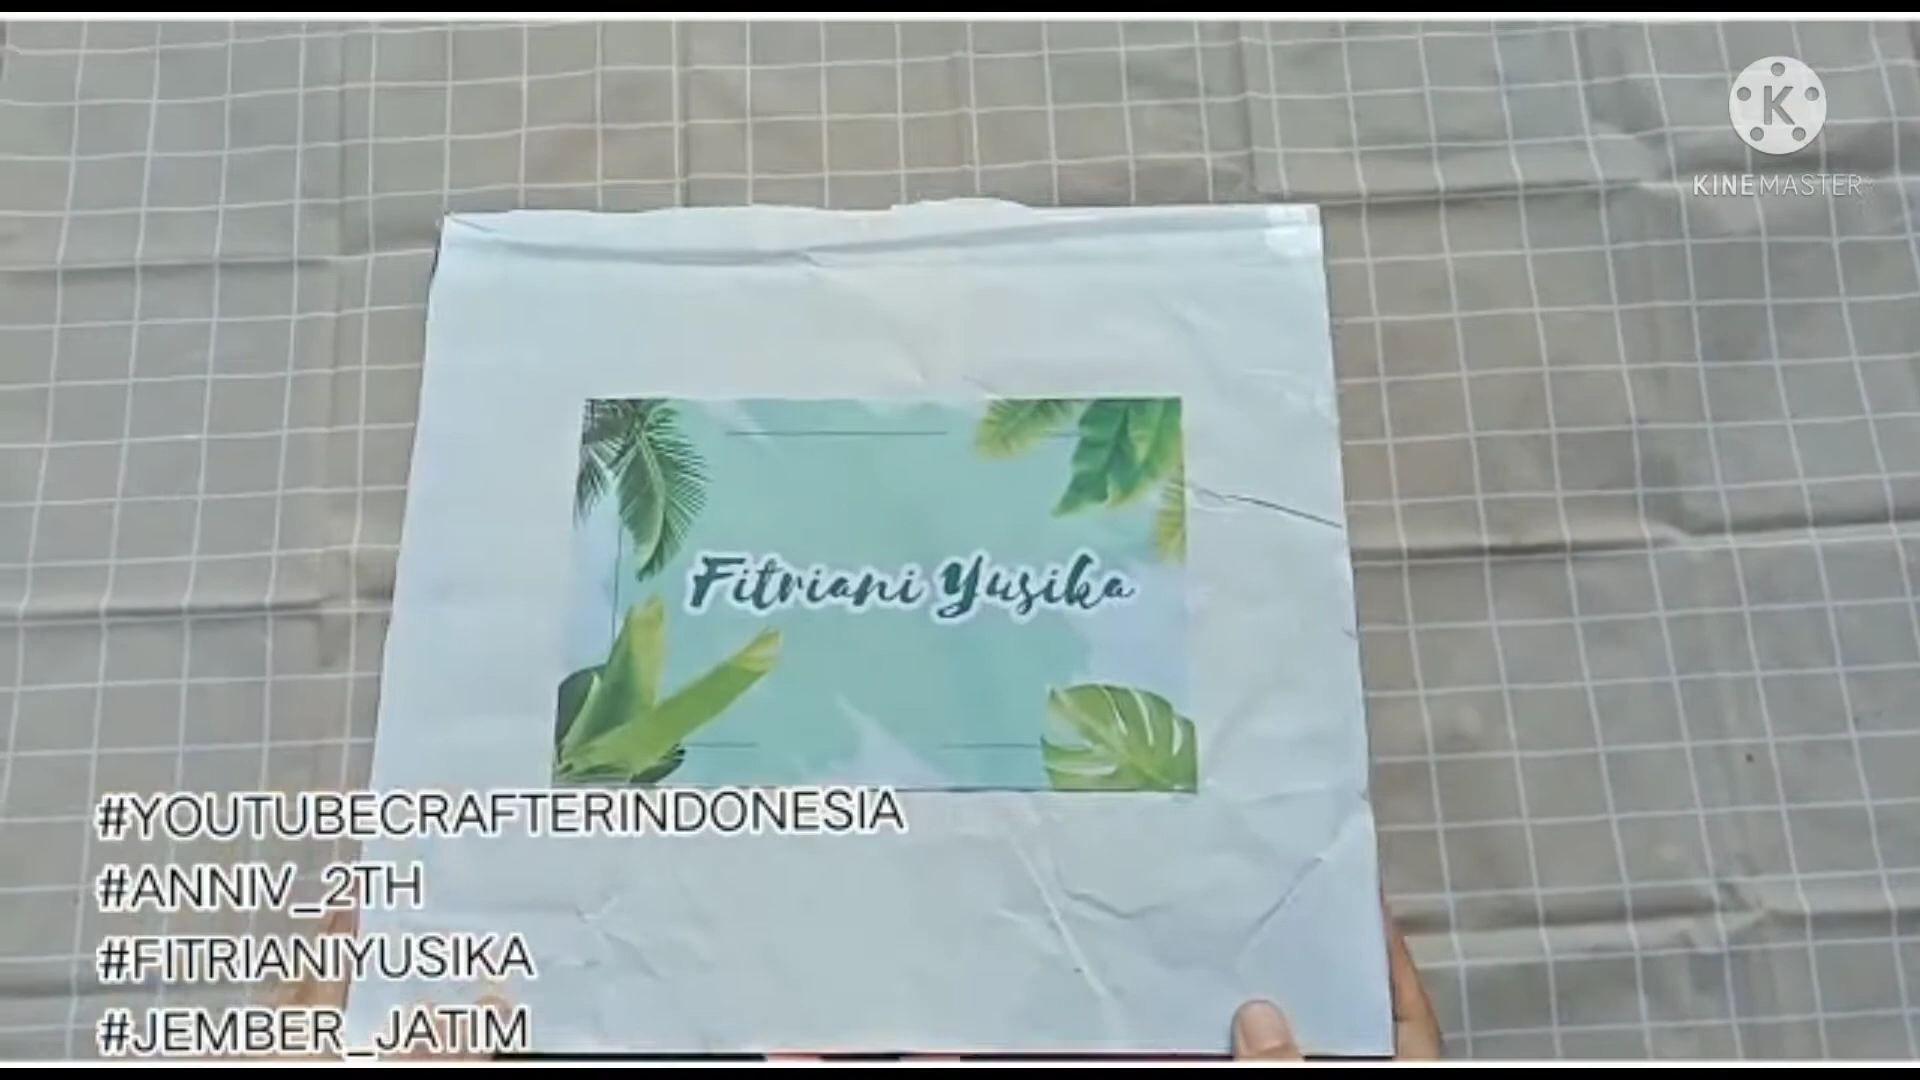 K
KINEMASTER
Fitriani Yusika
#YOUTUBECRAFTERINDONESIA
#ANNIV_2TH
#FITRIANIYUSIKA
#JEMBER_JATIM